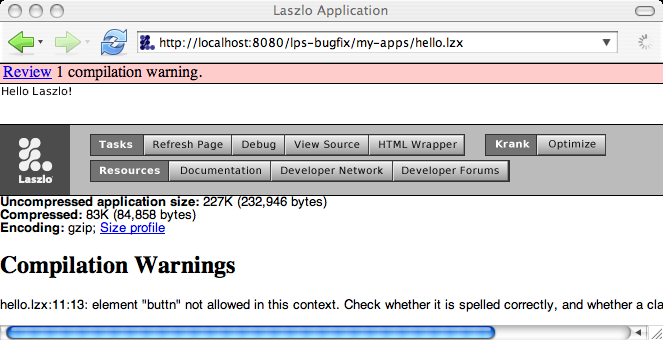 Laszlo Application
http://localhost:8080/lps-bugfix/my-apps/hello.lzx
Review 1 compilation warning.
Hello Laszlo!
Laszlo
Tasks Refresh Page Debug View Source HTML Wrapper Krank Optimize
Resources Documentation Developer Network Developer Forums
Uncompressed application size: 227K (232,946 bytes)
Compressed: 83K (84,858 bytes)
Encoding: gzip; Size profile
Compilation Warnings
hello.lzx:11:13: element "buttn" not allowed in this context. Check whether it is spelled correctly, and whether a cla